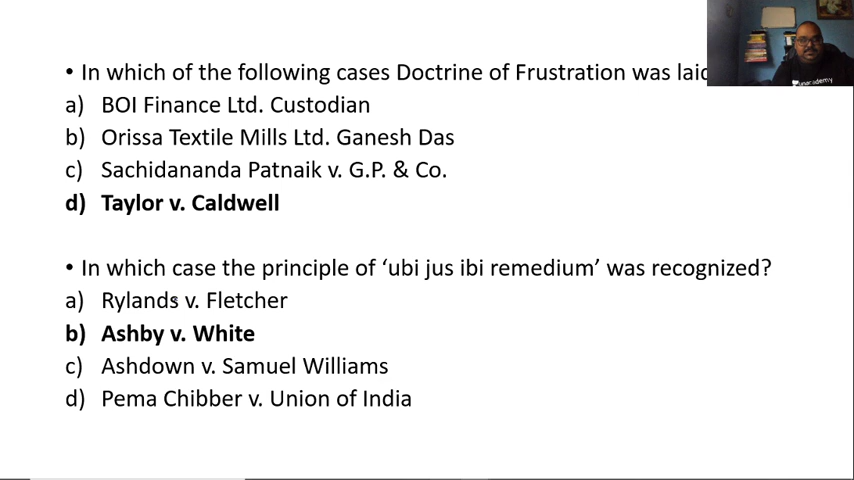 • In which of the following cases Doctrine of Frustration was laid
a) BOI Finance Ltd. Custodian
b) Orissa Textile Mills Ltd. Ganesh Das
c) Sachidananda Patnaik v. G.P. & Co.
d) Taylor v. Caldwell
• In which case the principle of ‘ubi jus ibi remedium’ was recognized?
a) Rylands v. Fletcher
b) Ashby v. White
c) Ashdown v. Samuel Williams
d) Pema Chibber v. Union of India
unacademy